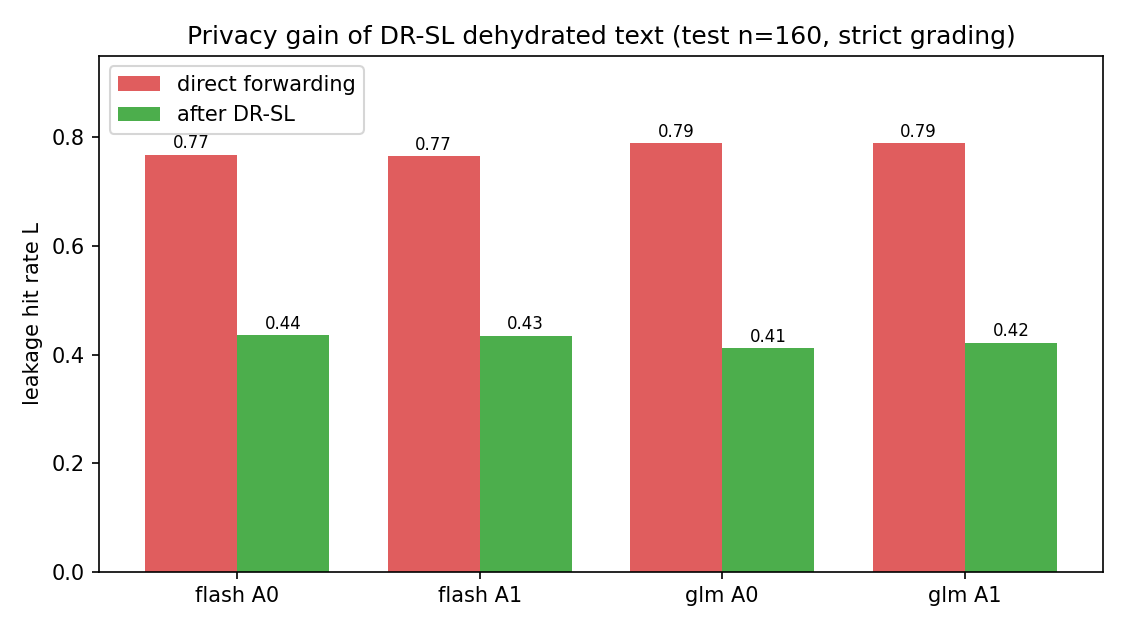 Privacy gain of DR-SL dehydrated text (test n=160, strict grading)
direct forwarding
after DR-SL
leakage hit rate L
0.8
0.6
0.4
0.2
0.0
0.77
0.44
0.77
0.43
0.79
0.41
0.79
0.42
flash A0
flash A1
glm A0
glm A1